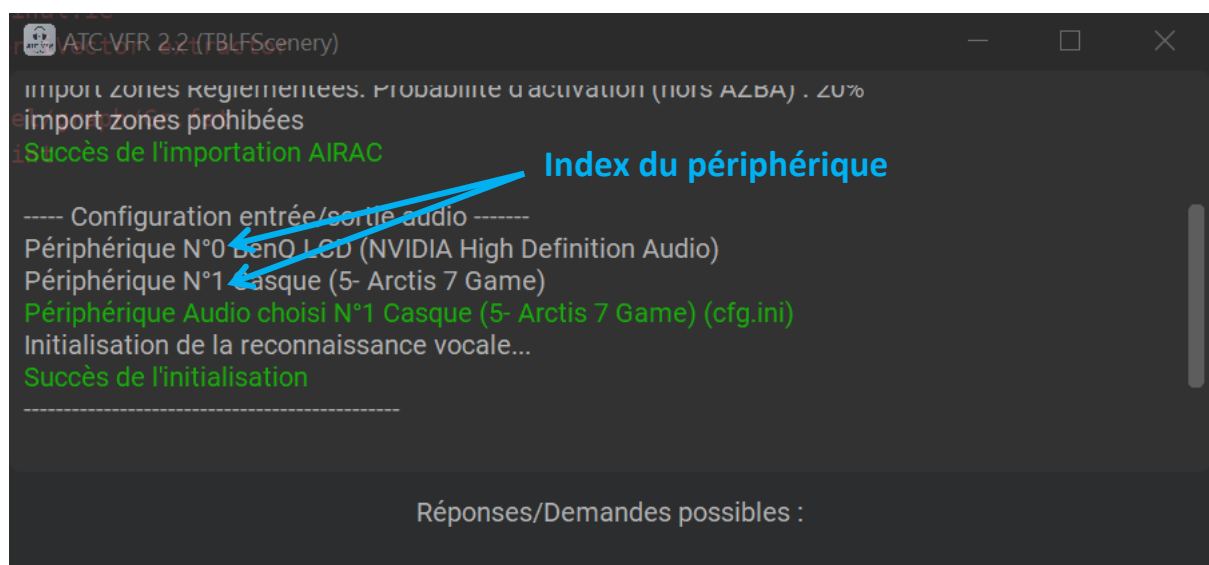 ATC VFR 2.2 (TBLFScenery)
import zones Réglementées. Probabilité d'activation (hors AZBA) : 20%
import zones prohibées
Succès de l'importation AIRAC
Index du périphérique
----- Configuration entrée/sortie audio -------
Périphérique N°0 BenQ LCD (NVIDIA High Definition Audio)
Périphérique N°1 Casque (5- Arctis 7 Game)
Périphérique Audio choisi N°1 Casque (5- Arctis 7 Game) (cfg.ini)
Initialisation de la reconnaissance vocale...
Succès de l'initialisation
-----------------------------------------------
Réponses/Demandes possibles :